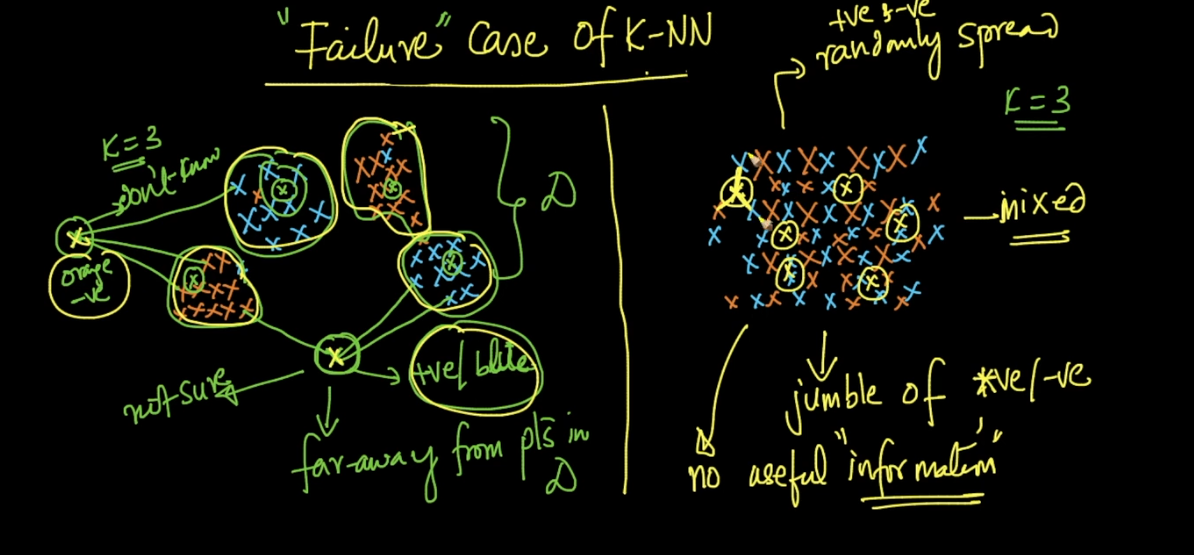 "Failure" Case Of K-NN
K=3
don't-know
orange
-ve
D
not-sure
+ve/ blue
far-away from pts in
D
+ve & -ve
randomly spread
K=3
mixed
jumble of +ve/-ve
no useful "information"